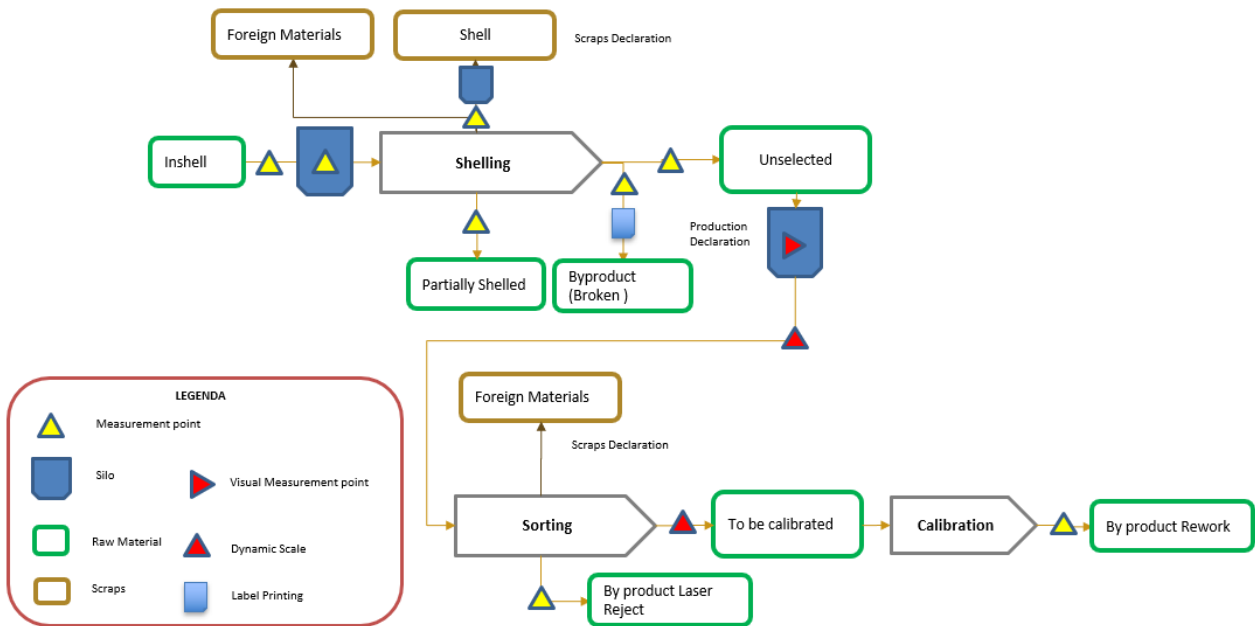 Foreign Materials
Shell
Scraps Declaration
Inshell
Shelling
Unselected
Production
Declaration
Partially Shelled
Byproduct
(Broken )
LEGENDA
Measurement point
Silo
Visual Measurement point
Raw Material
Dynamic Scale
Scraps
Label Printing
Foreign Materials
Scraps Declaration
Sorting
To be calibrated
Calibration
By product Rework
By product Laser
Reject